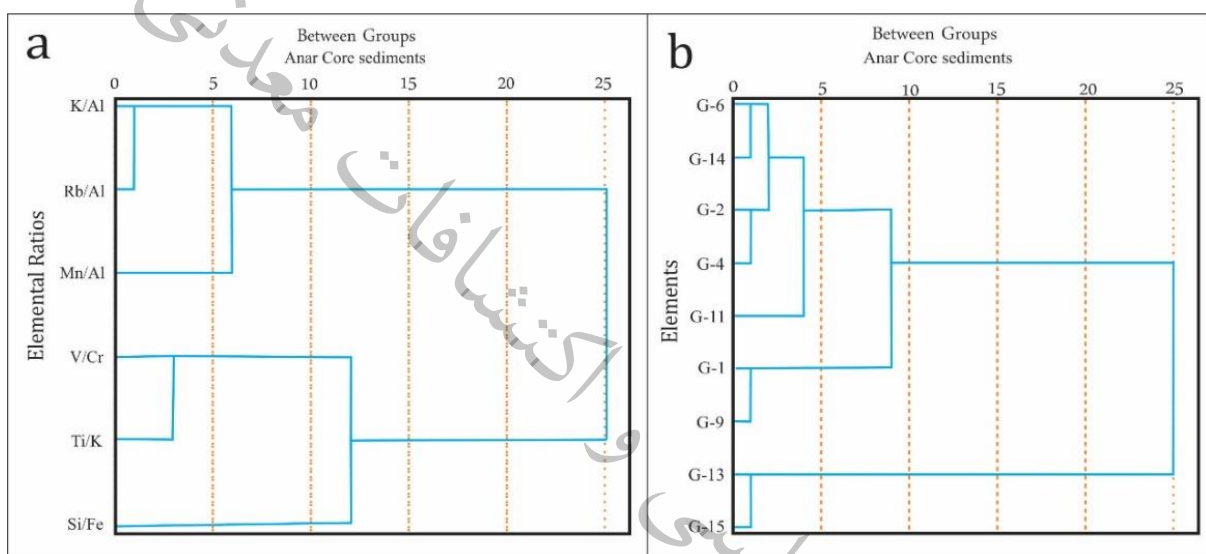 a
Between Groups
Anar Core sediments
0 5 10 15 20 25
Elemental Ratios
K/Al
Rb/Al
Mn/Al
V/Cr
Ti/K
Si/Fe
b
Between Groups
Anar Core sediments
0 5 10 15 20 25
Elements
G-6
G-14
G-2
G-4
G-11
G-1
G-9
G-13
G-15
و اکتشافات معدنی